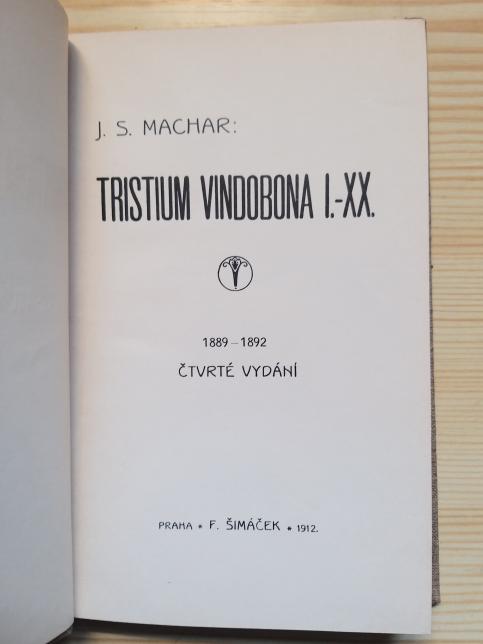 J. S. MACHAR:
TRISTIUM VINDOBONA I.-XX.
1889–1892
ČTVRTÉ VYDÁNÍ
PRAHA * F. ŠIMÁČEK * 1912.